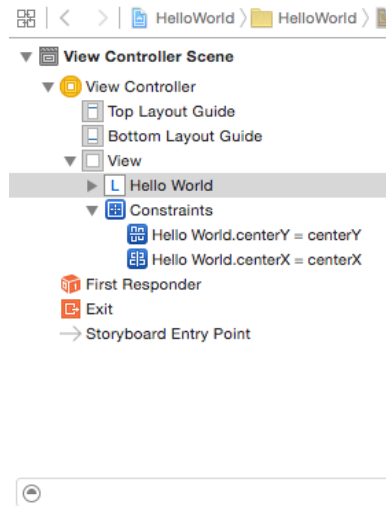 HelloWorld HelloWorld
View Controller Scene
View Controller
Top Layout Guide
Bottom Layout Guide
View
L Hello World
Constraints
Hello World.centerY = centerY
Hello World.centerX = centerX
First Responder
Exit
Storyboard Entry Point